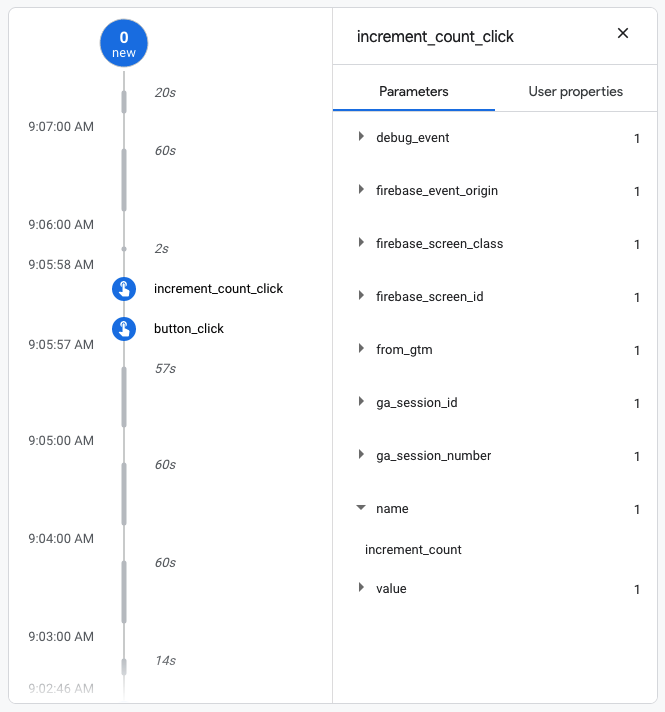 0
new
20s
9:07:00 AM
60s
9:06:00 AM
2s
9:05:58 AM
increment_count_click
button_click
9:05:57 AM
57s
9:05:00 AM
60s
9:04:00 AM
60s
9:03:00 AM
14s
9:02:46 AM
increment_count_click
Parameters
User properties
debug_event 1
firebase_event_origin 1
firebase_screen_class 1
firebase_screen_id 1
from_gtm 1
ga_session_id 1
ga_session_number 1
name 1
increment_count
value 1